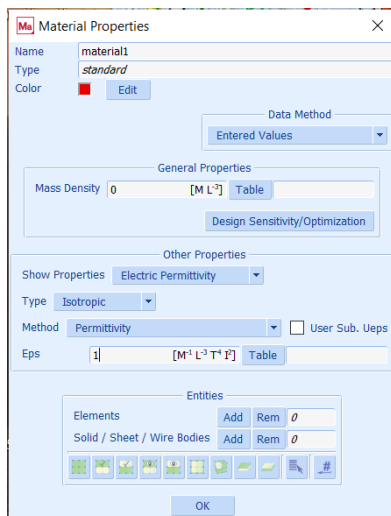 Ma Material Properties
Name material1
Type standard
Color Edit
Data Method
Entered Values
General Properties
Mass Density 0 [M L⁻³] Table
Design Sensitivity/Optimization
Other Properties
Show Properties Electric Permittivity
Type Isotropic
Method Permittivity User Sub. Ueps
Eps 1 [M⁻¹ L⁻³ T⁴ I²] Table
Entities
Elements Add Rem 0
Solid / Sheet / Wire Bodies Add Rem 0
#
OK